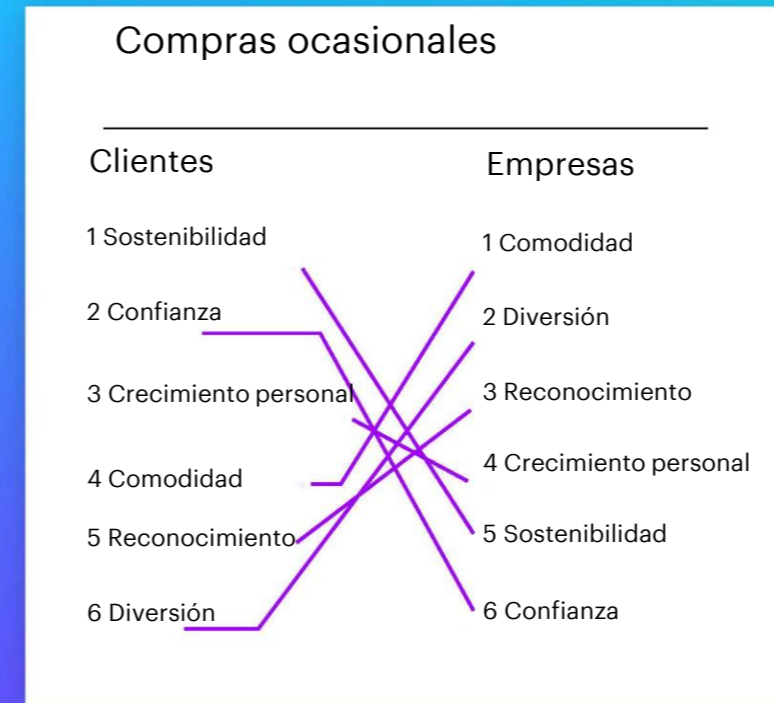 Compras ocasionales
Clientes
Empresas
1 Sostenibilidad
1 Comodidad
2 Confianza
2 Diversión
3 Crecimiento personal
3 Reconocimiento
4 Comodidad
4 Crecimiento personal
5 Reconocimiento
5 Sostenibilidad
6 Diversión
6 Confianza